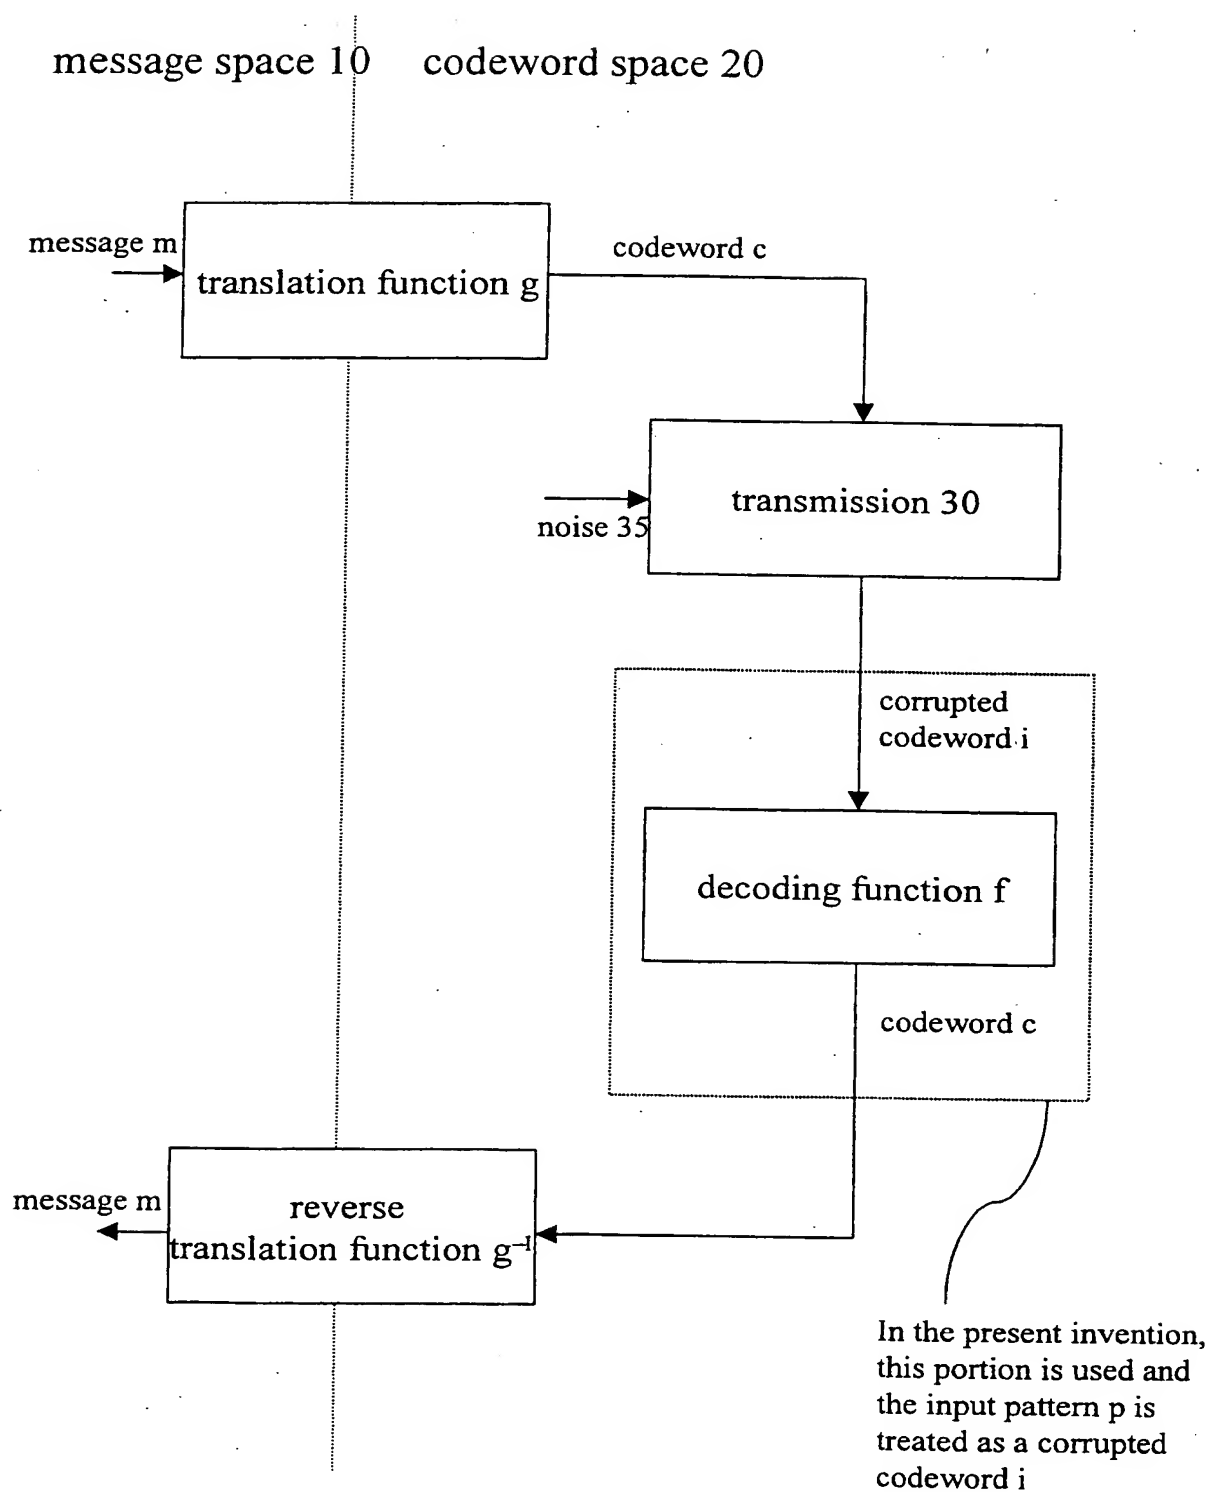 message space 10
codeword space 20
message m
translation function g
codeword c
transmission 30
noise 35
corrupted
codeword i
decoding function f
codeword c
message m
reverse
translation function g⁻¹
In the present invention,
this portion is used and
the input pattern p is
treated as a corrupted
codeword i